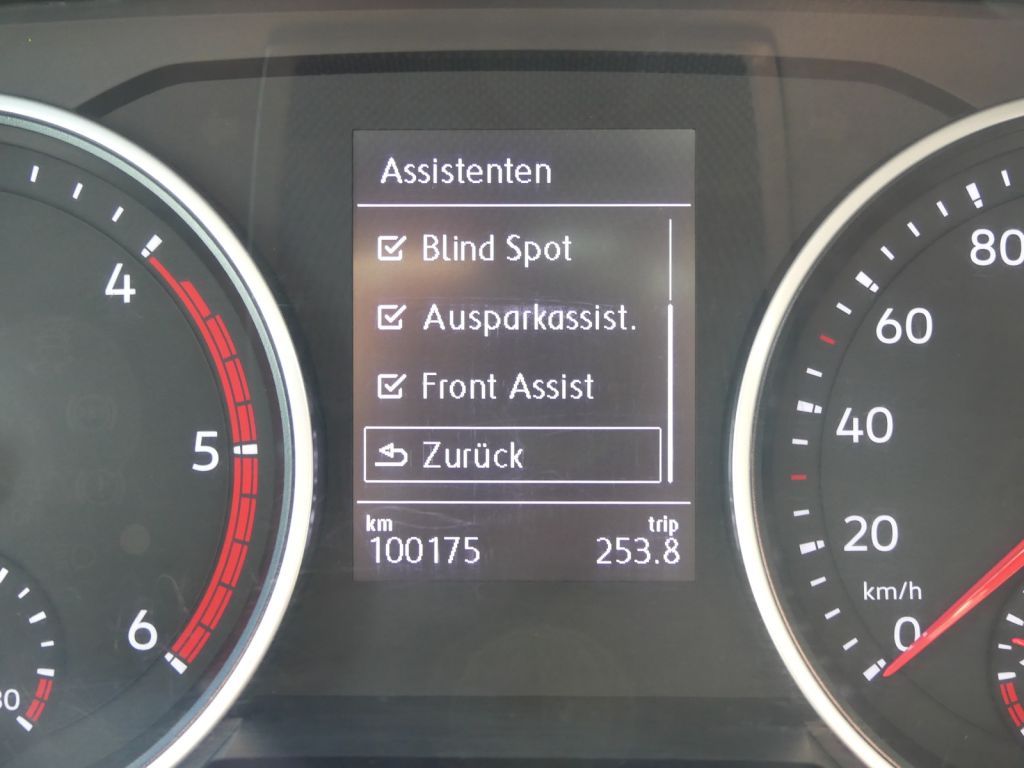 Assistenten
Blind Spot
Ausparkassist.
Front Assist
Zurück
km
trip
100175
253.8
4
5
6
80
60
40
20
km/h
0